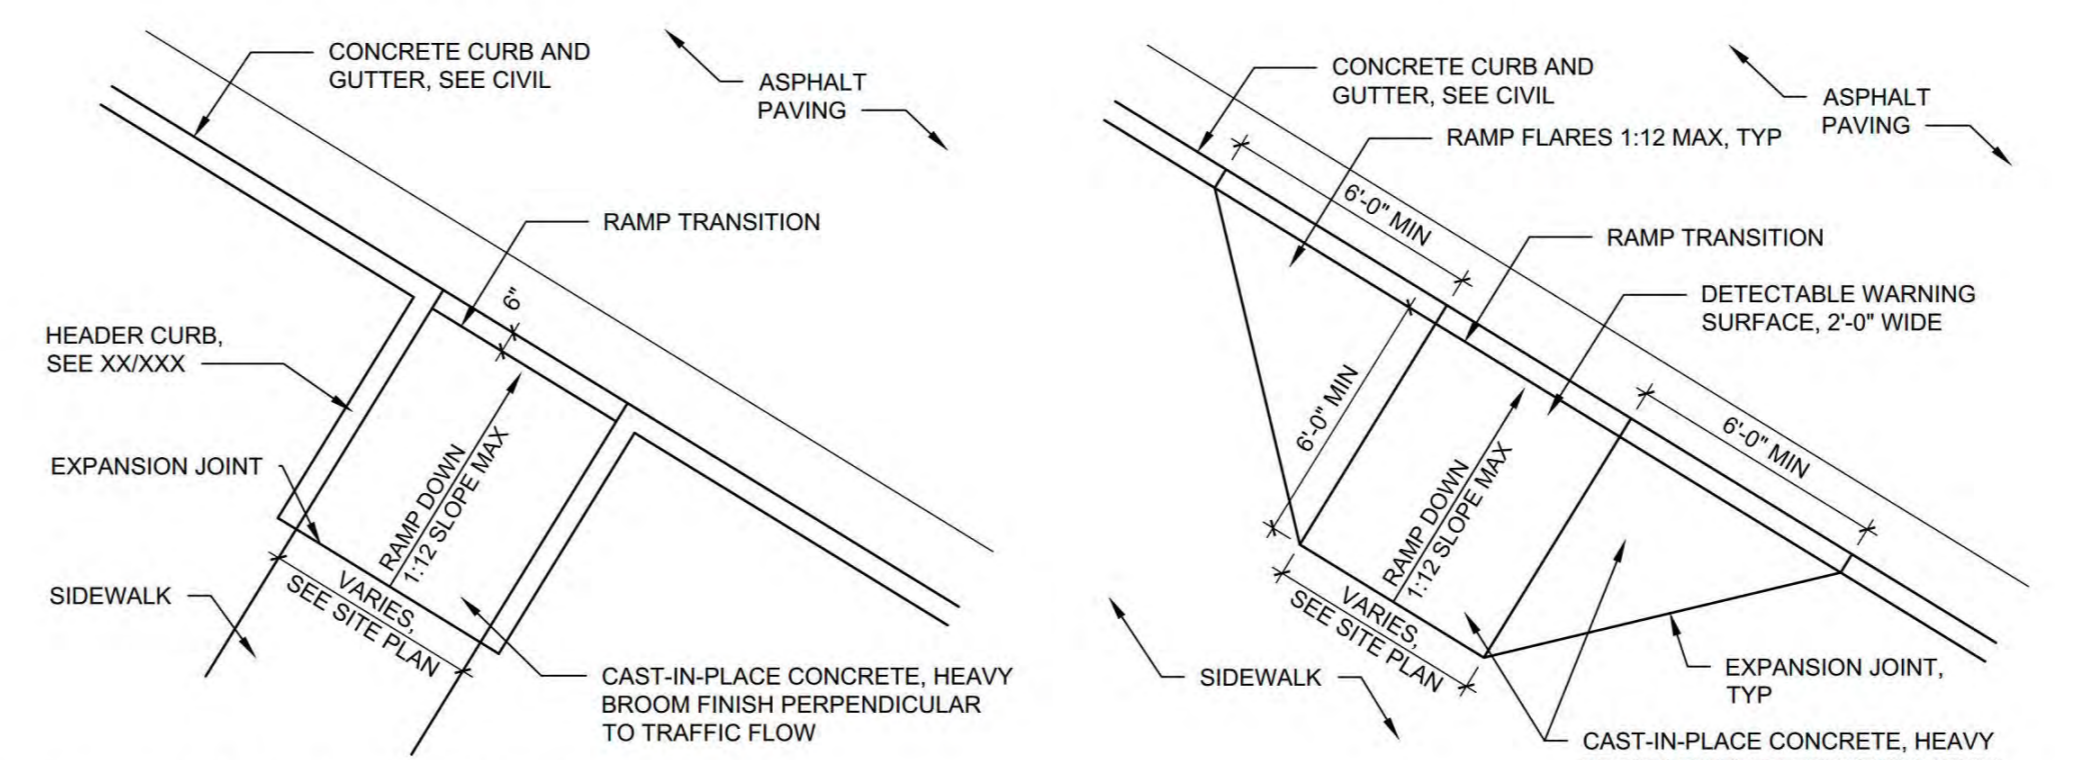 CONCRETE CURB AND
GUTTER, SEE CIVIL
ASPHALT
PAVING
RAMP TRANSITION
6"
HEADER CURB,
SEE XX/XXX
EXPANSION JOINT
RAMP DOWN
1:12 SLOPE MAX
SIDEWALK
VARIES,
SEE SITE PLAN
CAST-IN-PLACE CONCRETE, HEAVY
BROOM FINISH PERPENDICULAR
TO TRAFFIC FLOW
CONCRETE CURB AND
GUTTER, SEE CIVIL
ASPHALT
PAVING
RAMP FLARES 1:12 MAX, TYP
6'-0" MIN
RAMP TRANSITION
DETECTABLE WARNING
SURFACE, 2'-0" WIDE
6'-0" MIN
6'-0" MIN
RAMP DOWN
1:12 SLOPE MAX
VARIES,
SEE SITE PLAN
SIDEWALK
EXPANSION JOINT,
TYP
CAST-IN-PLACE CONCRETE, HEAVY